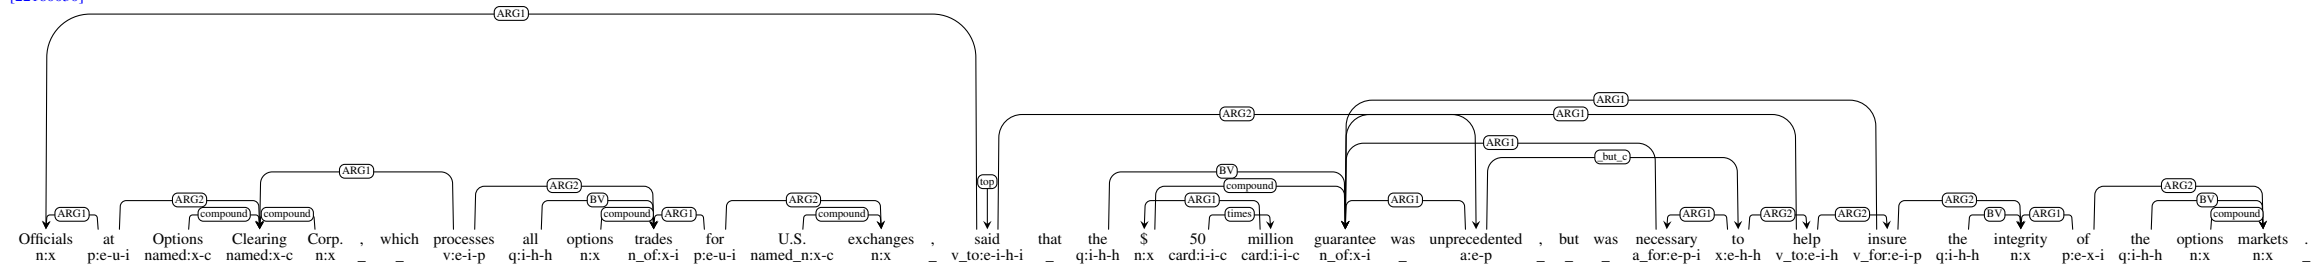 ARG1
ARG1
ARG2 ARG1
_but_c
ARG1
ARG1 BV
top compound
ARG2 ARG2
ARG2 BV ARG2 ARG1 ARG1 ARG2 BV
ARG1 compound compound compound ARG1 compound times ARG1 ARG2 ARG2 BV ARG1 compound
Officials at Options Clearing Corp. , which processes all options trades for U.S. exchanges , said that the $ 50 million guarantee was unprecedented , but was necessary to help insure the integrity of the options markets .
n:x p:e-u-i named:x-c named:x-c n:x _ _ v:e-i-p q:i-h-h n:x n_of:x-i p:e-u-i named_n:x-c n:x _ v_to:e-i-h-i _ q:i-h-h n:x card:i-i-c card:i-i-c n_of:x-i _ a:e-p _ _ _ a_for:e-p-i x:e-h-h v_to:e-i-h v_for:e-i-p q:i-h-h n:x p:e-x-i q:i-h-h n:x n:x _